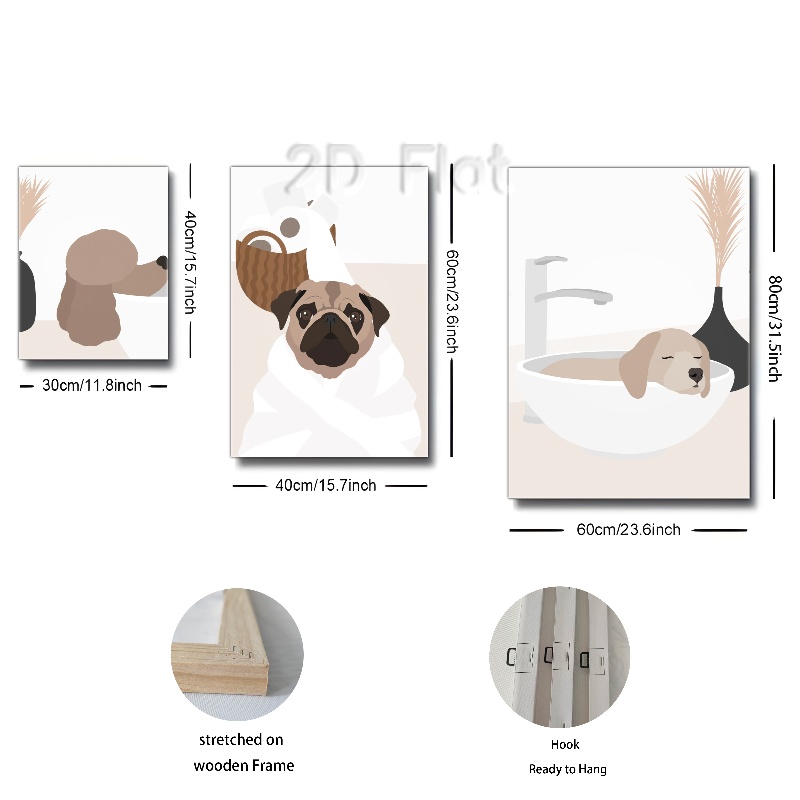 2D Flat
40cm/15.7inch
30cm/11.8inch
60cm/23.6inch
40cm/15.7inch
80cm/31.5inch
60cm/23.6inch
stretched on
wooden Frame
Hook
Ready to Hang